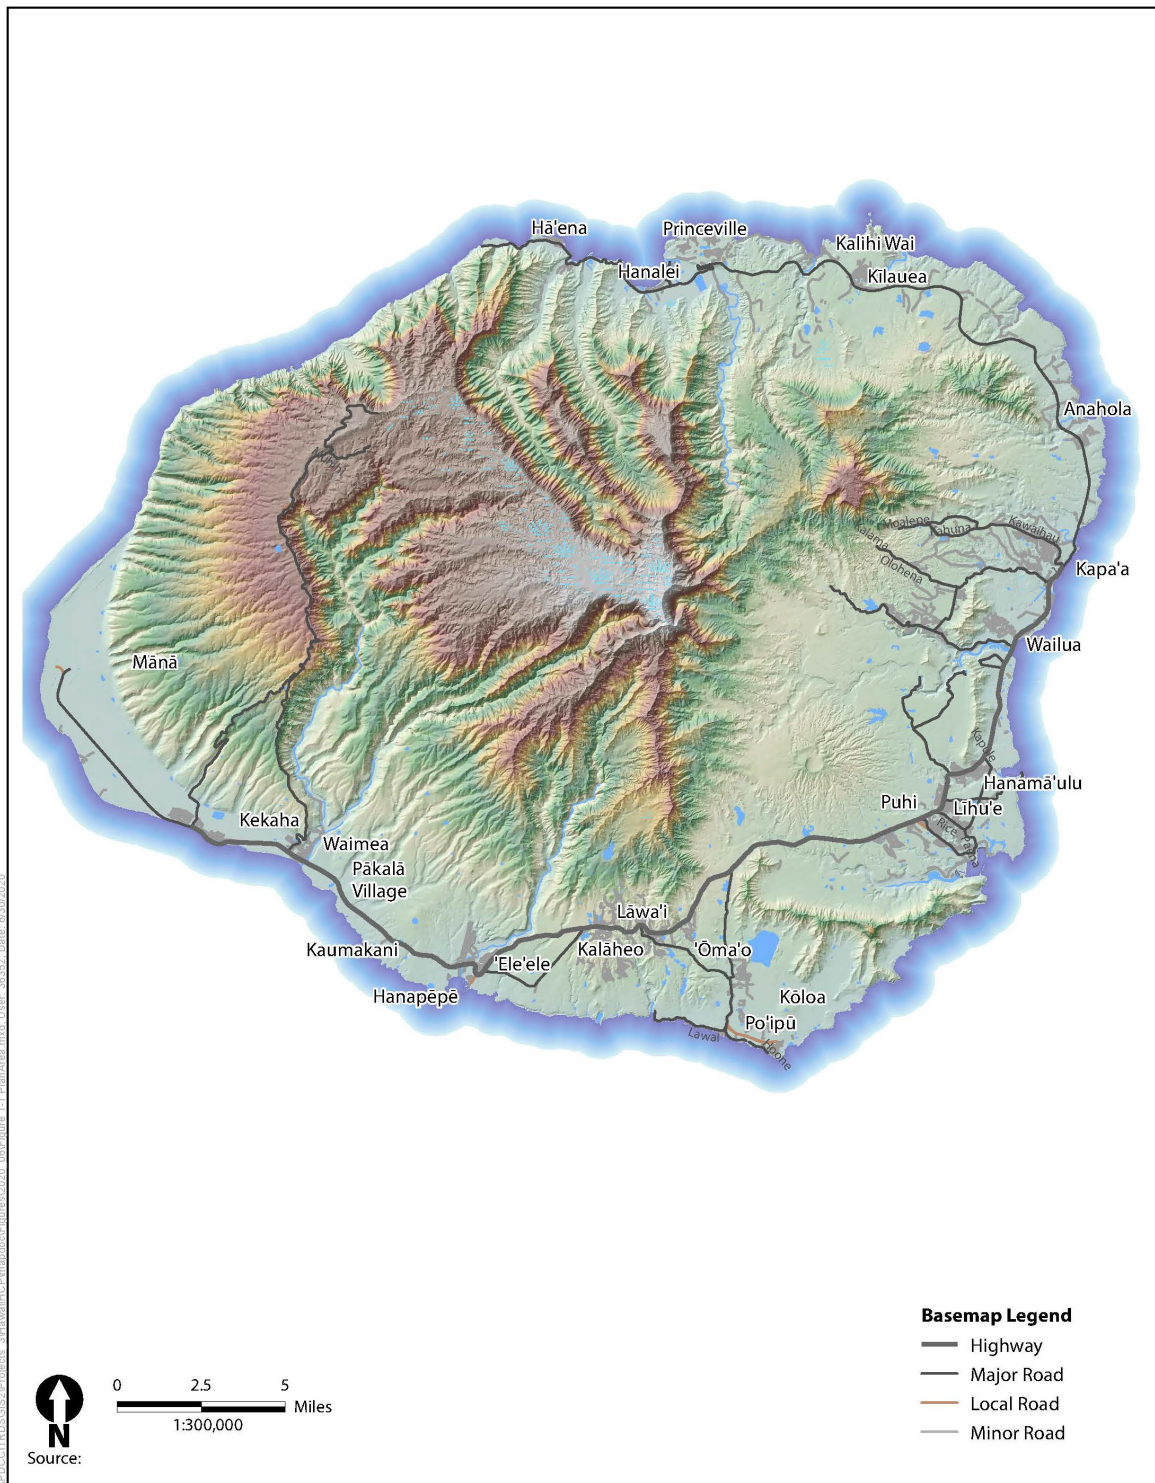 Hā'ena
Princeville
Kalihi Wai
Hanalei
Kīlauea
Anahola
Moalepe
Kahuna
Kawaihau
Olohena
Kapa'a
Wailua
Mānā
Kapule
Hanamā'ulu
Puhi
Līhu'e
Rice
Kekaha
Waimea
Pākalā
Village
Lāwa'i
Kaumakani
Kalāheo
'Ōma'o
'Ele'ele
Hanapēpē
Kōloa
Po'ipū
Lawai
Hoone
Basemap Legend
Highway
Major Road
Local Road
Minor Road
0 2.5 5
Miles
1:300,000
N
Source: